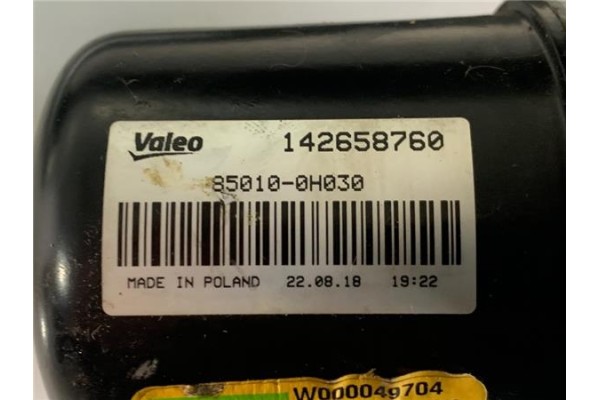 Valeo 142658760
85010-0H030
MADE IN POLAND 22.08.18 19:22
W000049704